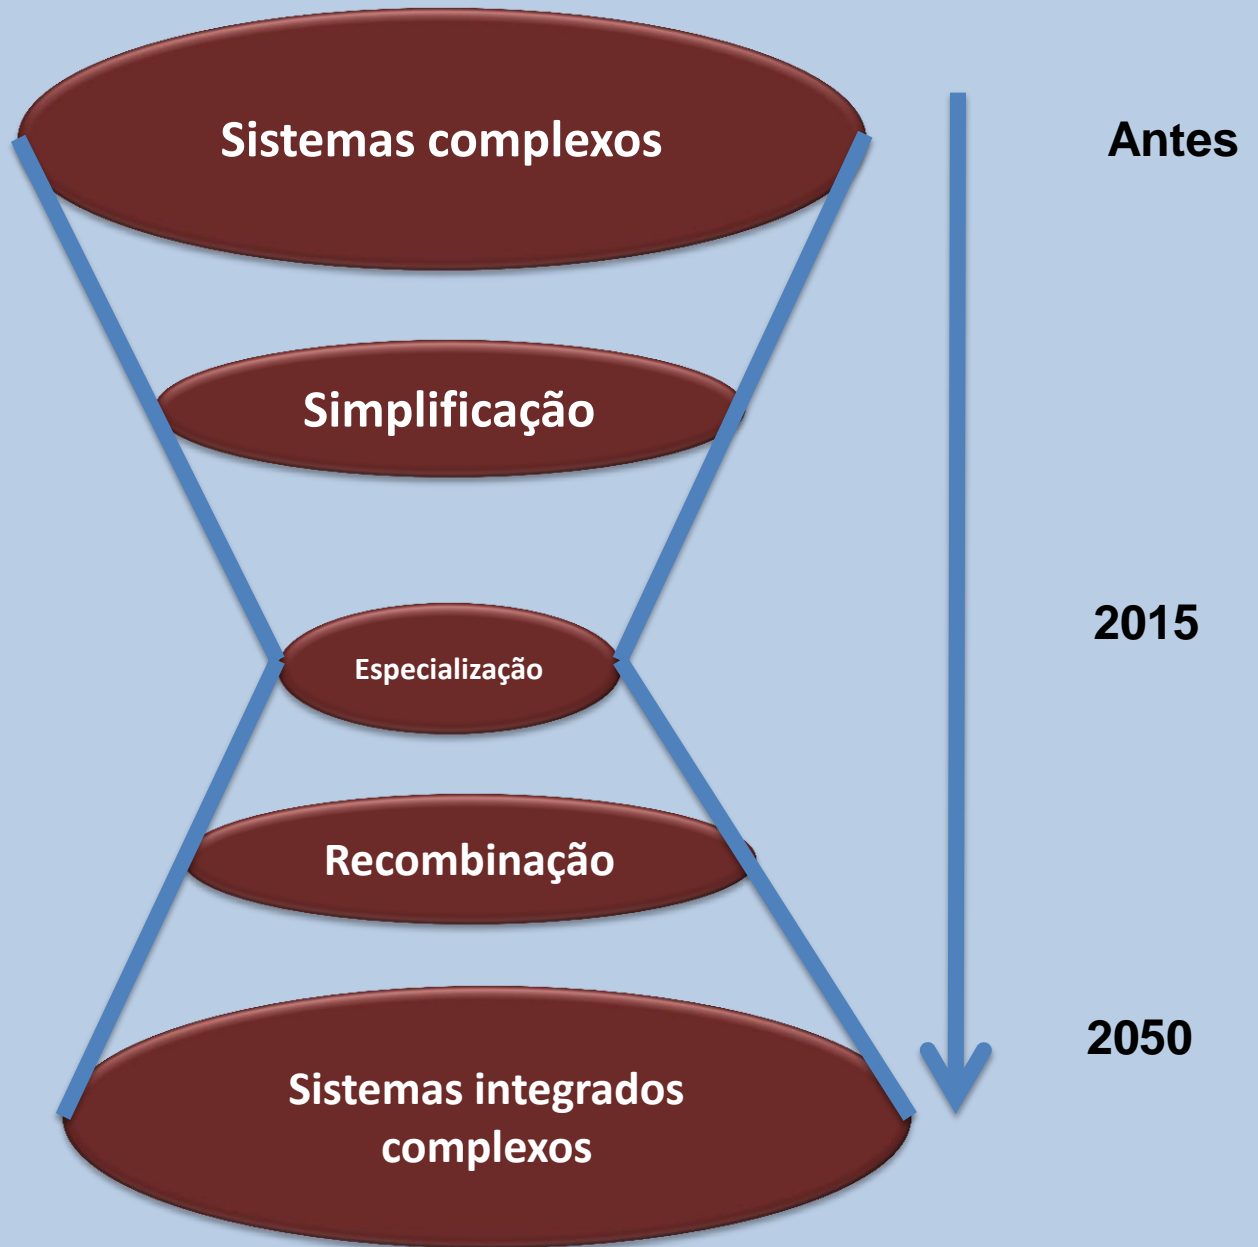 Sistemas complexos
Antes
Simplificação
2015
Especialização
Recombinação
2050
Sistemas integrados
complexos